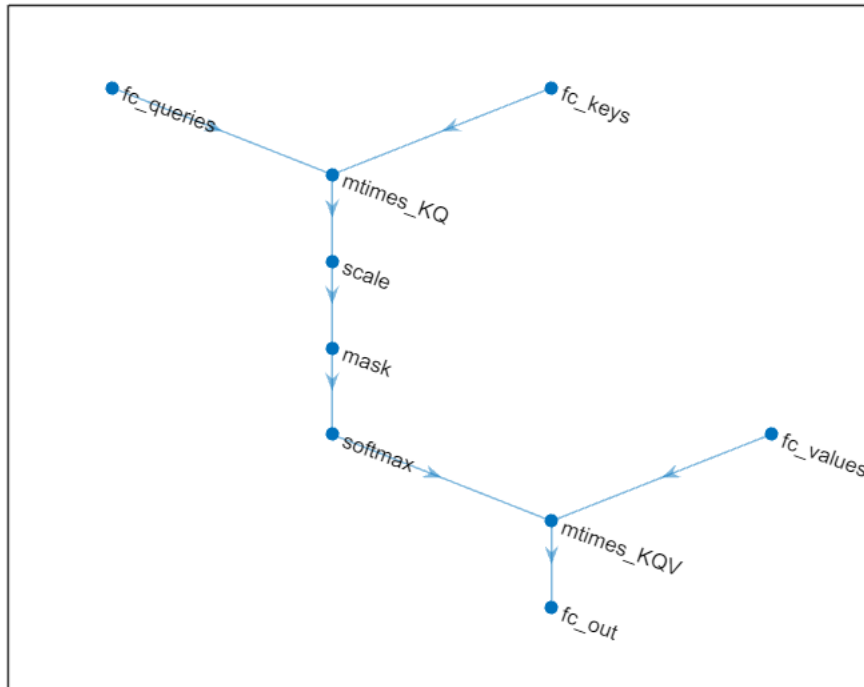 fc_queries
fc_keys
mtimes_KQ
scale
mask
softmax
fc_values
mtimes_KQV
fc_out